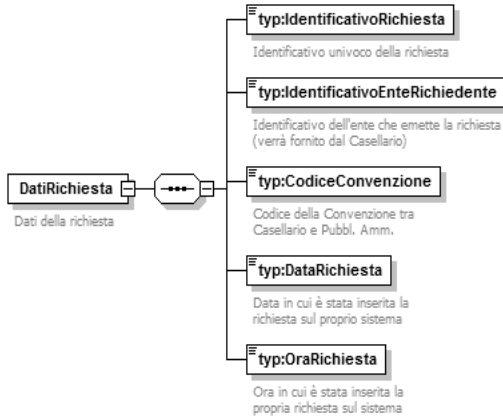 typ:IdentificativoRichiesta
Identificativo univoco della richiesta
typ:IdentificativoEnteRichiedente
Identificativo dell'ente che emette la richiesta
(verrà fornito dal Casellario)
DatiRichiesta
Dati della richiesta
typ:CodiceConvenzione
Codice della Convenzione tra
Casellario e Pubbl. Amm.
typ:DataRichiesta
Data in cui è stata inserita la
richiesta sul proprio sistema
typ:OraRichiesta
Ora in cui è stata inserita la
propria richiesta sul sistema